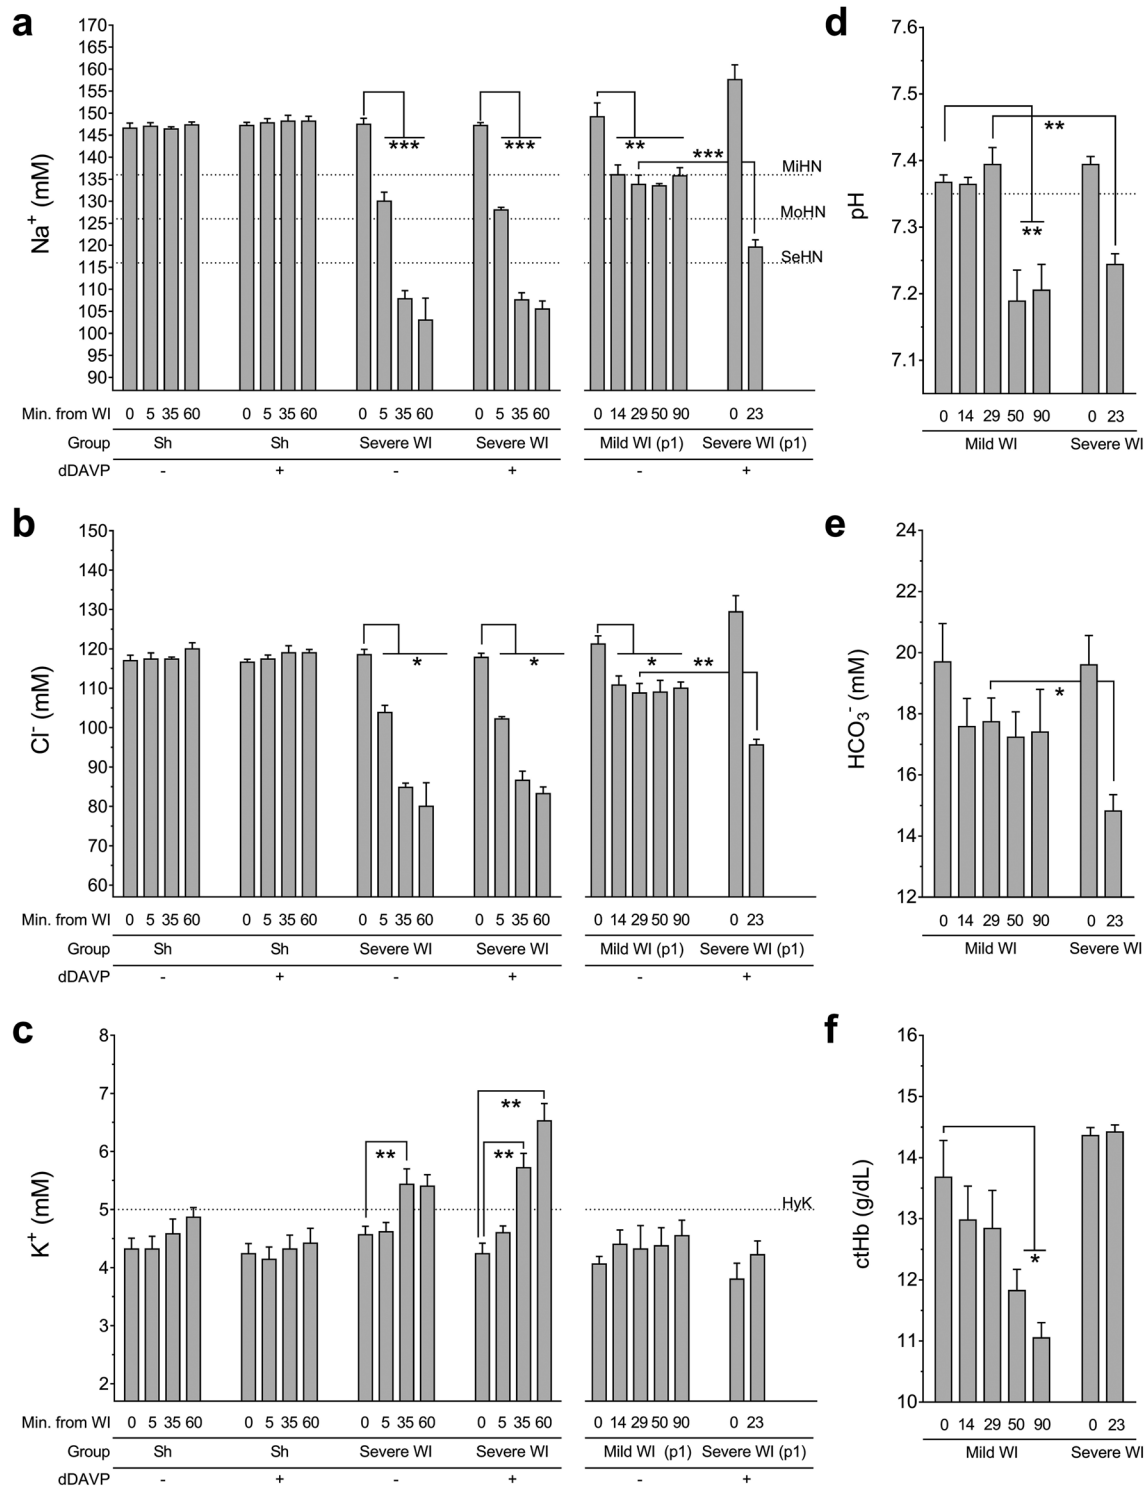 a
170
165
160
155
150
145
140
135
130
125
120
115
110
105
100
95
90
Na+ (mM)
*** *** ** ***
MiHN
MoHN
SeHN
Min. from WI 0 5 35 60 0 5 35 60 0 5 35 60 0 5 35 60 0 14 29 50 90 0 23
Group Sh Sh Severe WI Severe WI Mild WI (p1) Severe WI (p1)
dDAVP - + - + - +
b
150
140
130
120
110
100
90
80
70
60
Cl- (mM)
* * * **
Min. from WI 0 5 35 60 0 5 35 60 0 5 35 60 0 5 35 60 0 14 29 50 90 0 23
Group Sh Sh Severe WI Severe WI Mild WI (p1) Severe WI (p1)
dDAVP - + - + - +
c
8
7
6
5
4
3
2
K+ (mM)
** ** **
HyK
Min. from WI 0 5 35 60 0 5 35 60 0 5 35 60 0 5 35 60 0 14 29 50 90 0 23
Group Sh Sh Severe WI Severe WI Mild WI (p1) Severe WI (p1)
dDAVP - + - + - +
d
7.6
7.5
7.4
7.3
7.2
7.1
pH
**
**
0 14 29 50 90 0 23
Mild WI Severe WI
e
24
22
20
18
16
14
12
HCO3- (mM)
*
0 14 29 50 90 0 23
Mild WI Severe WI
f
16
15
14
13
12
11
10
ctHb (g/dL)
*
0 14 29 50 90 0 23
Mild WI Severe WI